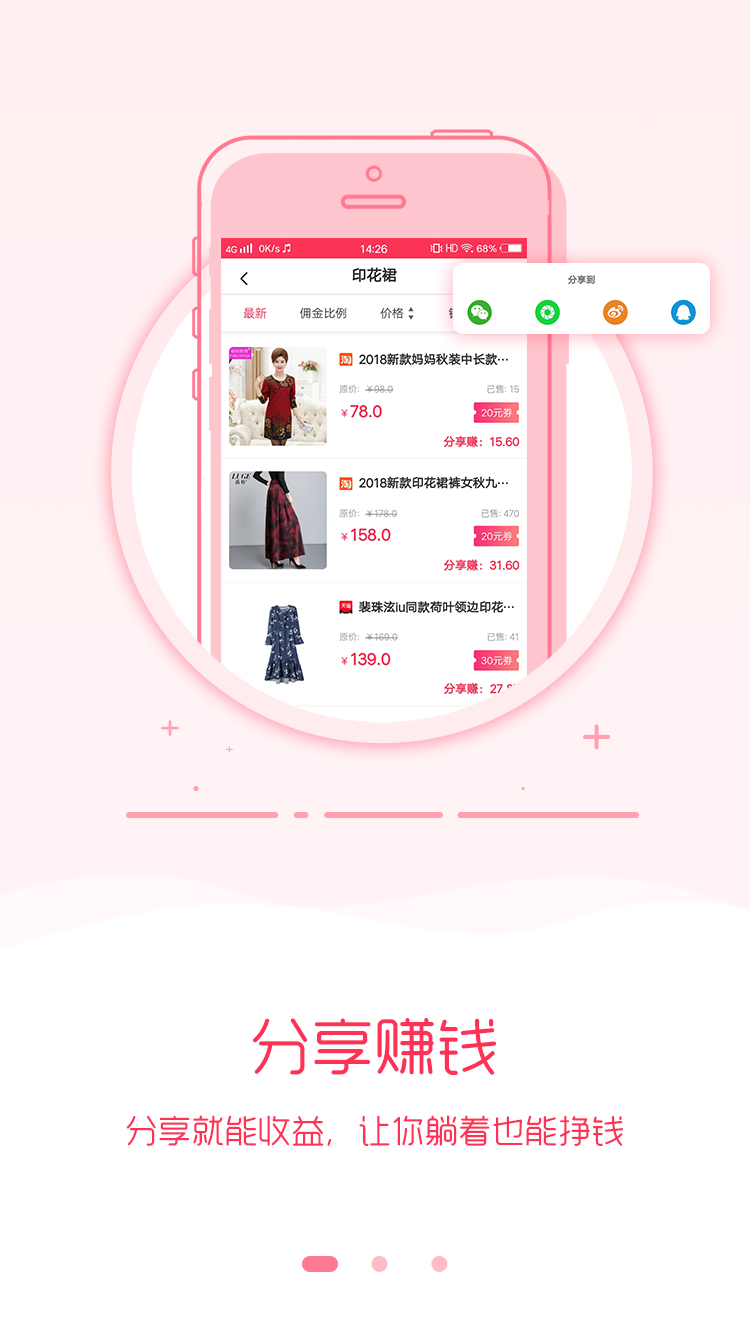 4G 0K/s 14:26 HD 68%
印花裙
分享到
最新 佣金比例 价格
2018新款妈妈秋装中长款···
原价: ¥98.0 已售: 15
¥78.0 20元券
分享赚: 15.60
LUGE
2018新款印花裙裤女秋九···
原价: ¥178.0 已售: 470
¥158.0 20元券
分享赚: 31.60
裴珠泫iu同款荷叶领边印花···
原价: ¥169.0 已售: 41
¥139.0 30元券
分享赚: 27.
分享赚钱
分享就能收益, 让你躺着也能挣钱